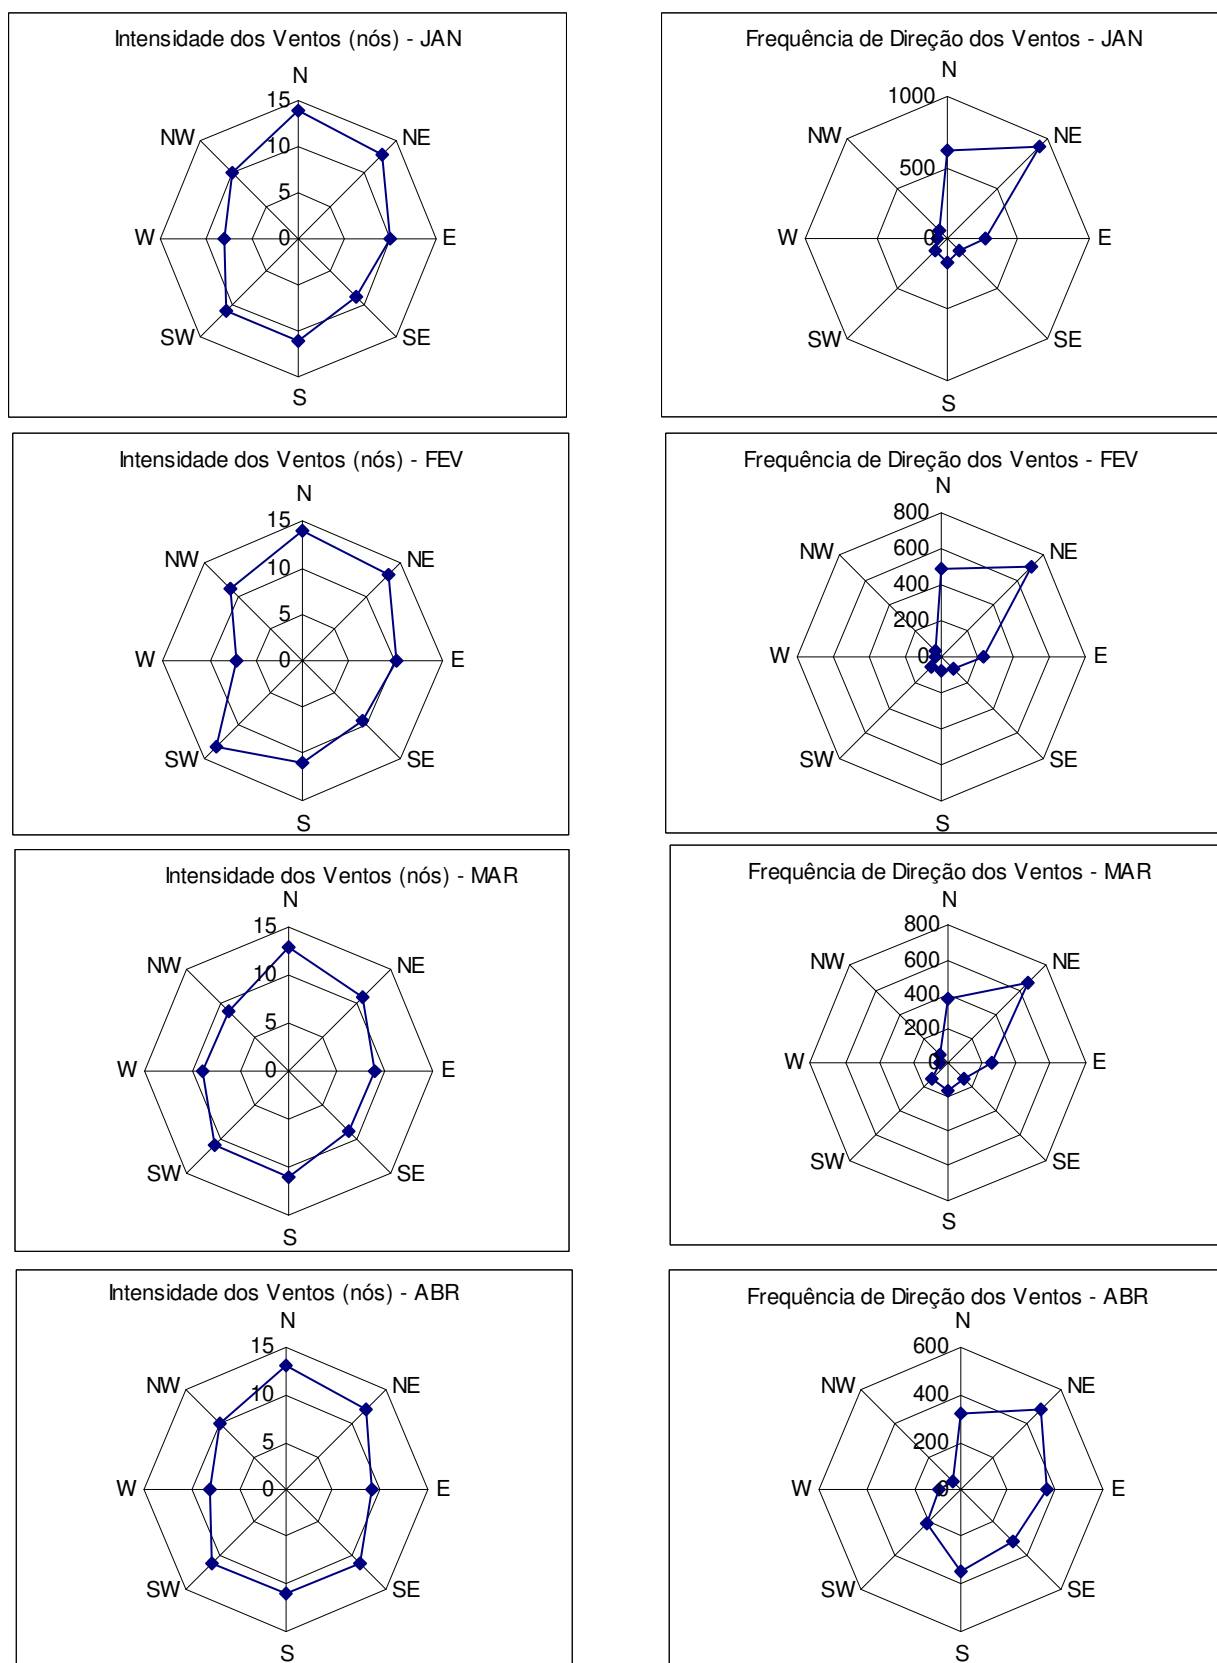 Intensidade dos Ventos (nós) - JAN
N
15
NW
NE
10
5
W
0
E
SW
SE
S
Frequência de Direção dos Ventos - JAN
N
1000
NW
NE
500
W
0
E
SW
SE
S
Intensidade dos Ventos (nós) - FEV
N
15
NW
NE
10
5
W
0
E
SW
SE
S
Frequência de Direção dos Ventos - FEV
N
800
NW
NE
600
400
200
W
0
E
SW
SE
S
Intensidade dos Ventos (nós) - MAR
N
15
NW
NE
10
5
W
0
E
SW
SE
S
Frequência de Direção dos Ventos - MAR
N
800
NW
NE
600
400
200
W
0
E
SW
SE
S
Intensidade dos Ventos (nós) - ABR
N
15
NW
NE
10
5
W
0
E
SW
SE
S
Frequência de Direção dos Ventos - ABR
N
600
NW
NE
400
200
W
0
E
SW
SE
S